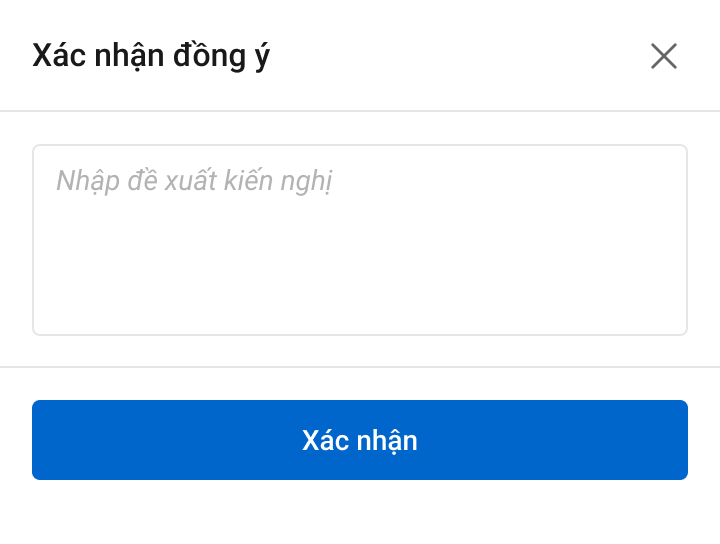 Xác nhận đồng ý
Nhập đề xuất kiến nghị
Xác nhận